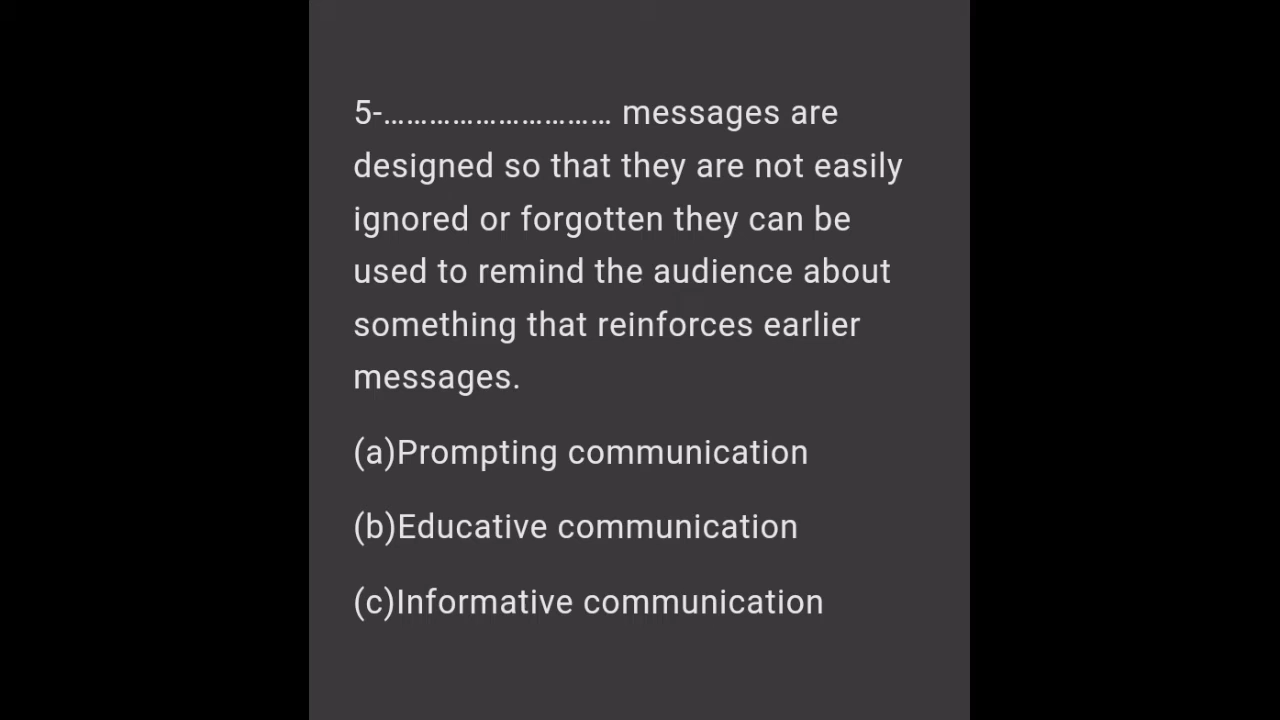 5-………………………… messages are
designed so that they are not easily
ignored or forgotten they can be
used to remind the audience about
something that reinforces earlier
messages.
(a)Prompting communication
(b)Educative communication
(c)Informative communication